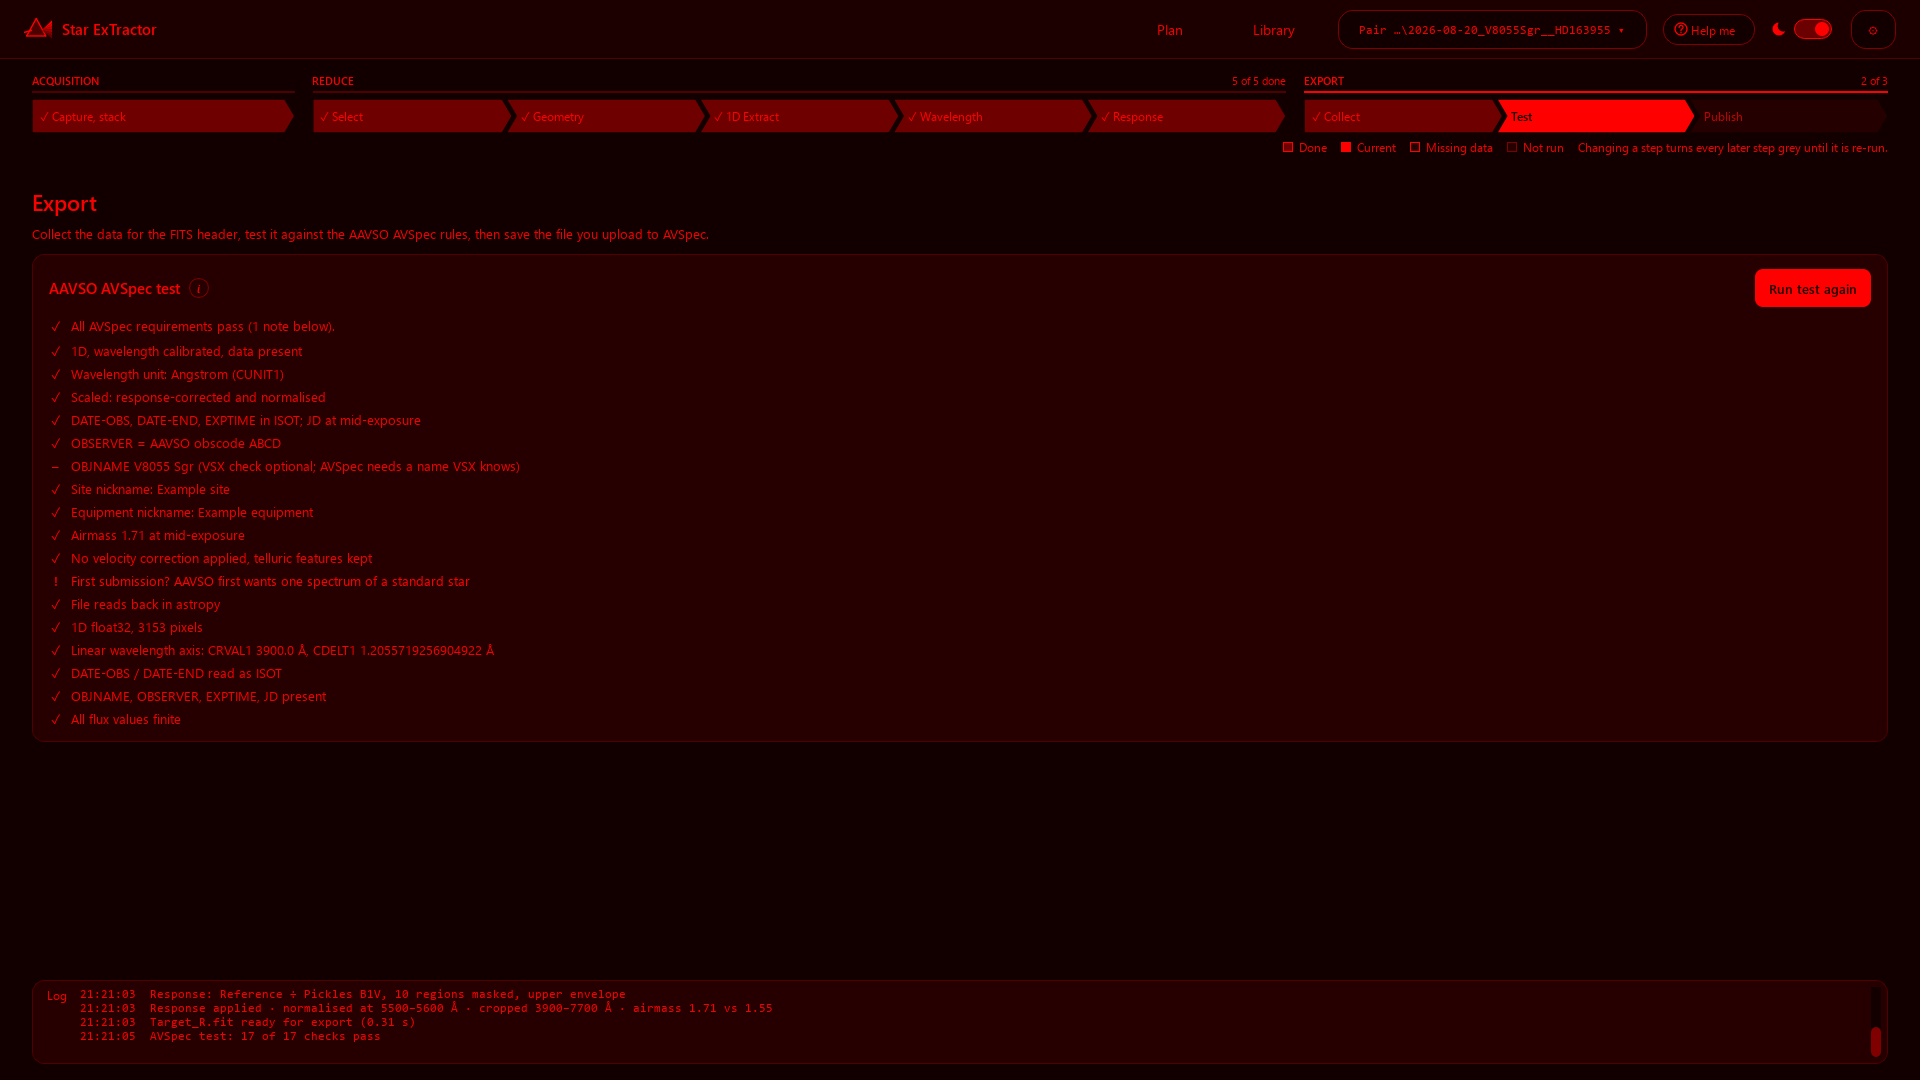 Star ExTractor
Plan
Library
Pair …\2026-08-20_V8055Sgr__HD163955 ▾
Help me
ACQUISITION
REDUCE
5 of 5 done
EXPORT
2 of 3
✓ Capture, stack
✓ Select
✓ Geometry
✓ 1D Extract
✓ Wavelength
✓ Response
✓ Collect
Test
Publish
Done
Current
Missing data
Not run
Changing a step turns every later step grey until it is re-run.
Export
Collect the data for the FITS header, test it against the AAVSO AVSpec rules, then save the file you upload to AVSpec.
AAVSO AVSpec test i
Run test again
✓ All AVSpec requirements pass (1 note below).
✓ 1D, wavelength calibrated, data present
✓ Wavelength unit: Angstrom (CUNIT1)
✓ Scaled: response-corrected and normalised
✓ DATE-OBS, DATE-END, EXPTIME in ISOT; JD at mid-exposure
✓ OBSERVER = AAVSO obscode ABCD
– OBJNAME V8055 Sgr (VSX check optional; AVSpec needs a name VSX knows)
✓ Site nickname: Example site
✓ Equipment nickname: Example equipment
✓ Airmass 1.71 at mid-exposure
✓ No velocity correction applied, telluric features kept
! First submission? AAVSO first wants one spectrum of a standard star
✓ File reads back in astropy
✓ 1D float32, 3153 pixels
✓ Linear wavelength axis: CRVAL1 3900.0 Å, CDELT1 1.2055719256904922 Å
✓ DATE-OBS / DATE-END read as ISOT
✓ OBJNAME, OBSERVER, EXPTIME, JD present
✓ All flux values finite
Log
21:21:03 Response: Reference ÷ Pickles B1V, 10 regions masked, upper envelope
21:21:03 Response applied · normalised at 5500–5600 Å · cropped 3900–7700 Å · airmass 1.71 vs 1.55
21:21:03 Target_R.fit ready for export (0.31 s)
21:21:05 AVSpec test: 17 of 17 checks pass